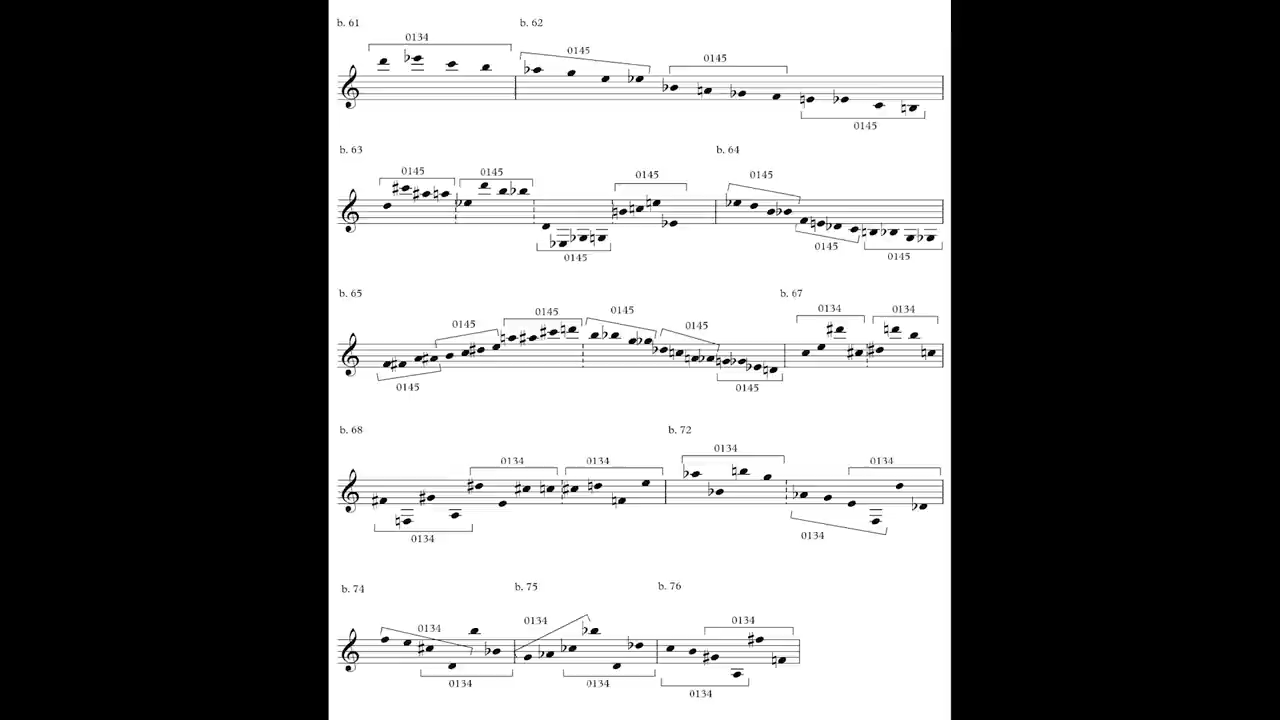 b. 61 b. 62
0134 0145 0145
0145
b. 63 b. 64
0145 0145 0145 0145
0145 0145 0145
b. 65 b. 67
0145 0145 0145 0145 0134 0134
0145 0145
b. 68 b. 72
0134 0134 0134 0134
0134 0134
b. 74 b. 75 b. 76
0134 0134 0134
0134 0134 0134